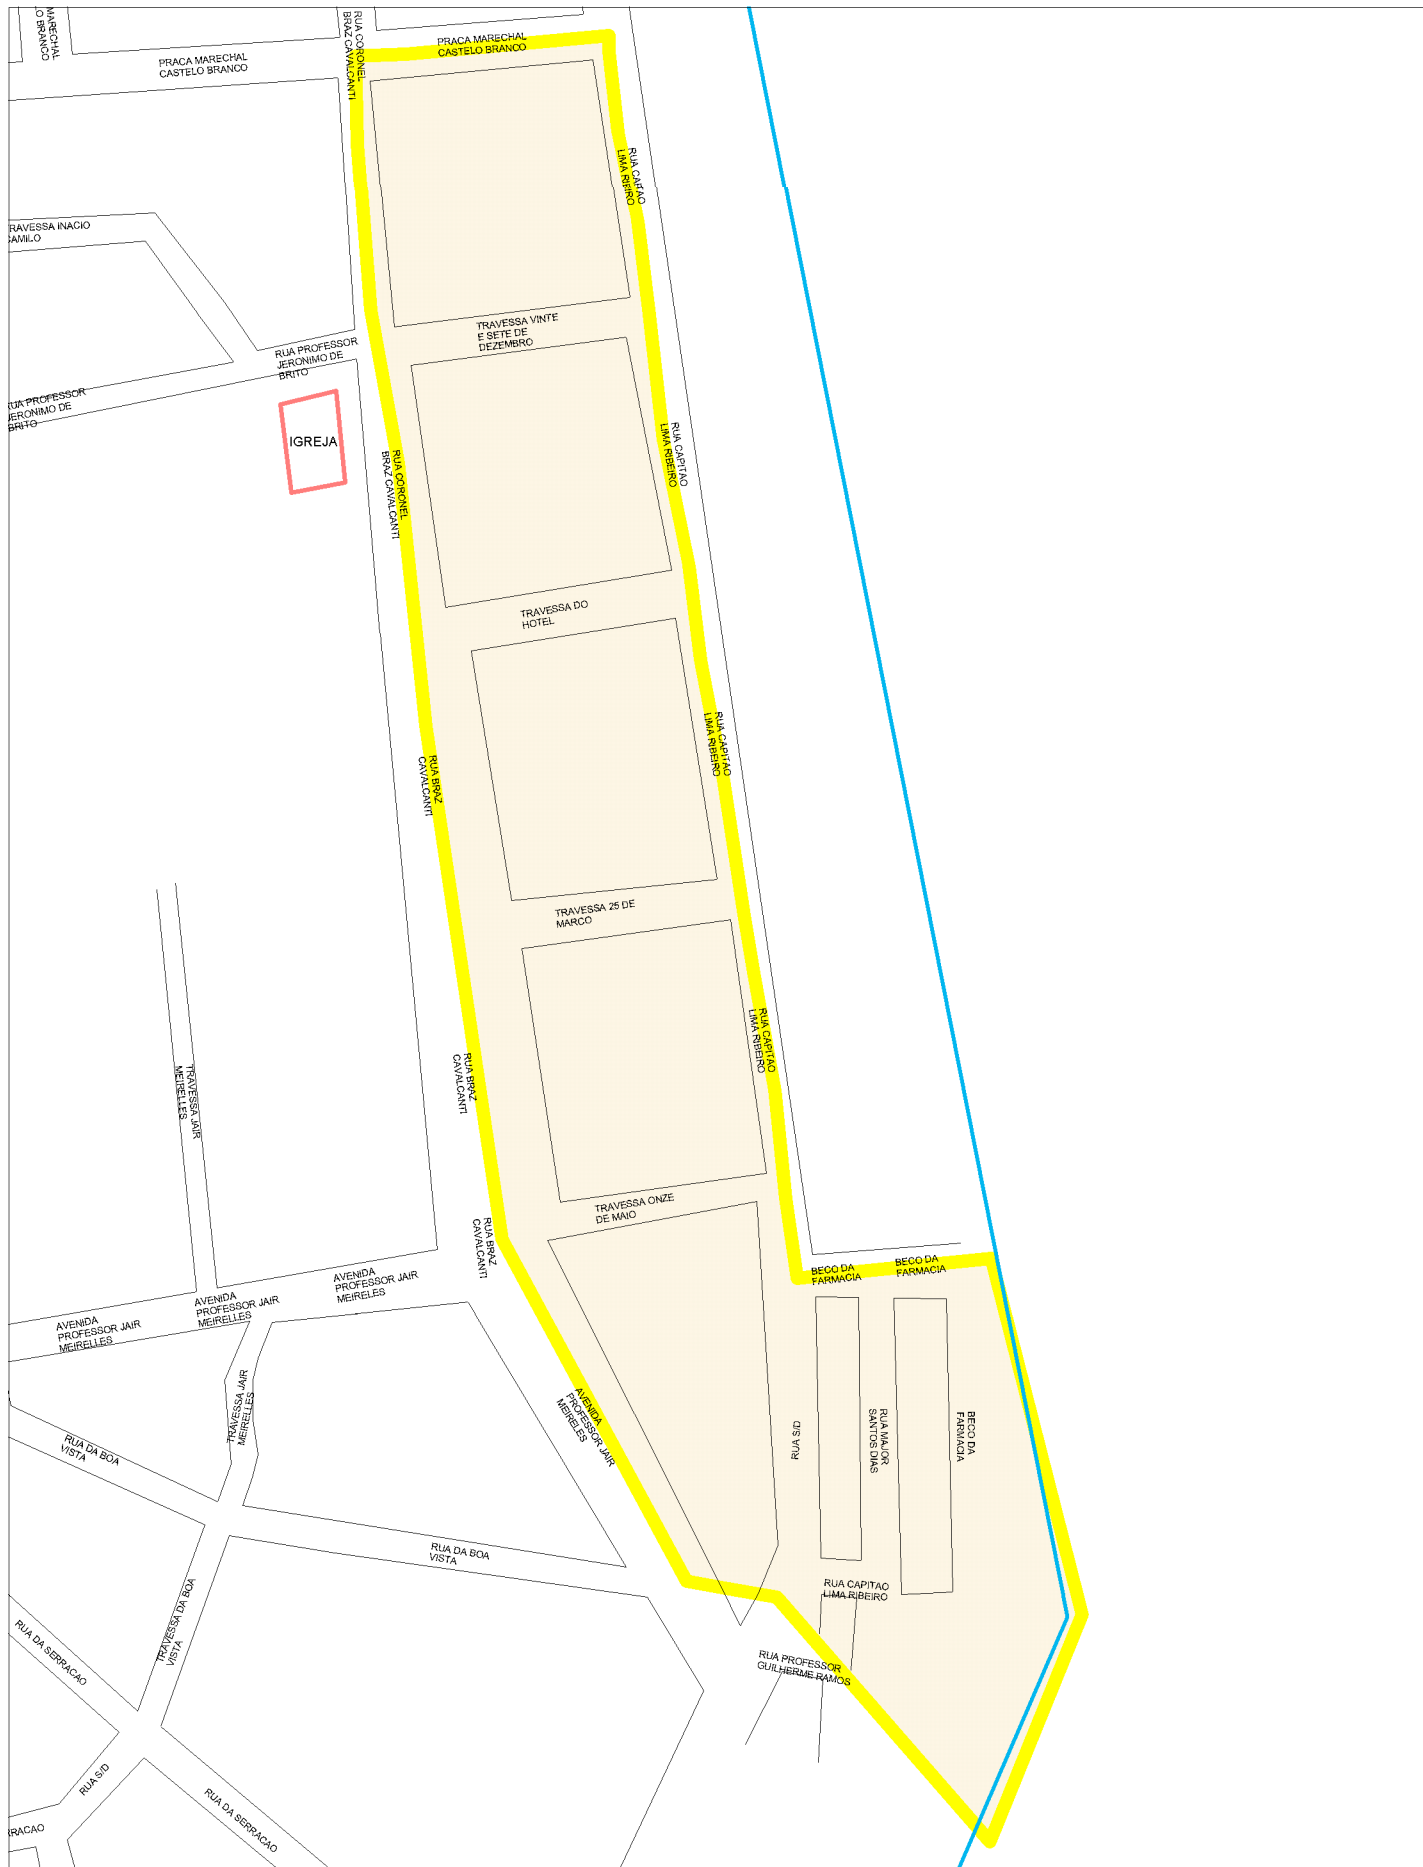 MARECHAL
LO BRANCO
RUA CORONEL
BRAZ CAVALCANTI
PRACA MARECHAL
CASTELO BRANCO
PRACA MARECHAL
CASTELO BRANCO
RUA CAPITAO
LIMA RIBEIRO
RAVESSA INACIO
CAMILO
TRAVESSA VINTE
E SETE DE
DEZEMBRO
RUA PROFESSOR
JERONIMO DE
BRITO
RUA PROFESSOR
JERONIMO DE
BRITO
IGREJA
RUA CORONEL
BRAZ CAVALCANTI
RUA CAPITAO
LIMA RIBEIRO
TRAVESSA DO
HOTEL
RUA CAPITAO
LIMA RIBEIRO
RUA BRAZ
CAVALCANTI
TRAVESSA 25 DE
MARCO
RUA CAPITAO
LIMA RIBEIRO
RUA BRAZ
CAVALCANTI
TRAVESSA JAIR
MEIRELLES
TRAVESSA ONZE
DE MAIO
RUA BRAZ
CAVALCANTI
BECO DA
FARMACIA
BECO DA
FARMACIA
AVENIDA
PROFESSOR JAIR
MEIRELES
AVENIDA
PROFESSOR JAIR
MEIRELLES
AVENIDA
PROFESSOR JAIR
MEIRELLES
TRAVESSA JAIR
MEIRELLES
AVENIDA
PROFESSOR JAIR
MEIRELES
RUA S/D
RUA MAJOR
SANTOS DIAS
BECO DA
FARMACIA
RUA DA BOA
VISTA
RUA DA BOA
VISTA
RUA CAPITAO
LIMA RIBEIRO
TRAVESSA DA BOA
VISTA
RUA PROFESSOR
GUILHERME RAMOS
RUA DA SERRACAO
RUA S/D
RUA DA SERRACAO
RRACAO